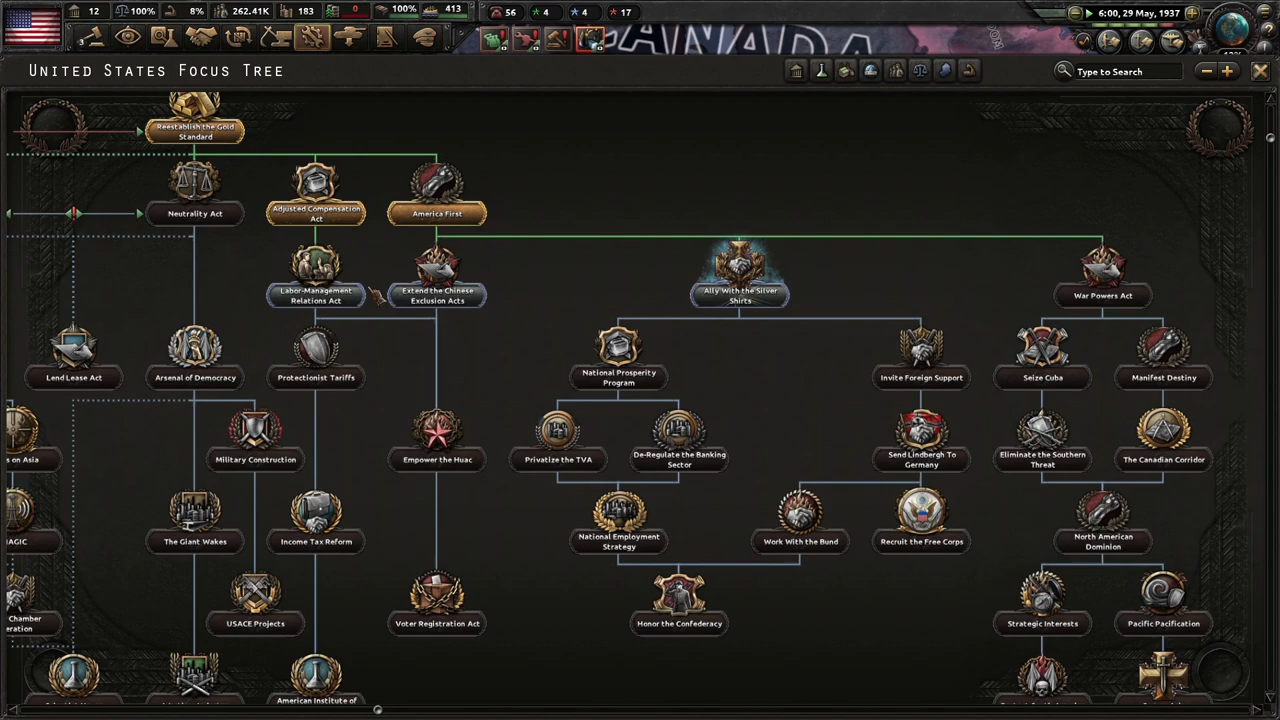 12
100%
8%
262.41K
183
0
100%
413
56
4
4
17
6:00, 29 May, 1937
CANADA
United States Focus Tree
Type to Search
Reestablish the Gold
Standard
Neutrality Act
Adjusted Compensation
Act
America First
Labor-Management
Relations Act
Extend the Chinese
Exclusion Acts
Ally With the Silver
Shirts
War Powers Act
Lend Lease Act
Arsenal of Democracy
Protectionist Tariffs
National Prosperity
Program
Invite Foreign Support
Seize Cuba
Manifest Destiny
s on Asia
Military Construction
Empower the Huac
Privatize the TVA
De-Regulate the Banking
Sector
Send Lindbergh To
Germany
Eliminate the Southern
Threat
The Canadian Corridor
AGIC
The Giant Wakes
Income Tax Reform
National Employment
Strategy
Work With the Bund
Recruit the Free Corps
North American
Dominion
Chamber
eration
USACE Projects
Voter Registration Act
Honor the Confederacy
Strategic Interests
Pacific Pacification
American Institute of